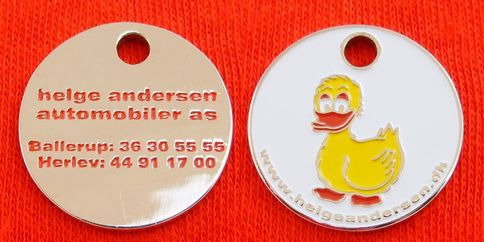 helge andersen
automobiler as
Ballerup: 36 30 55 55
Herlev: 44 91 17 00
www.helgeandersen.dk